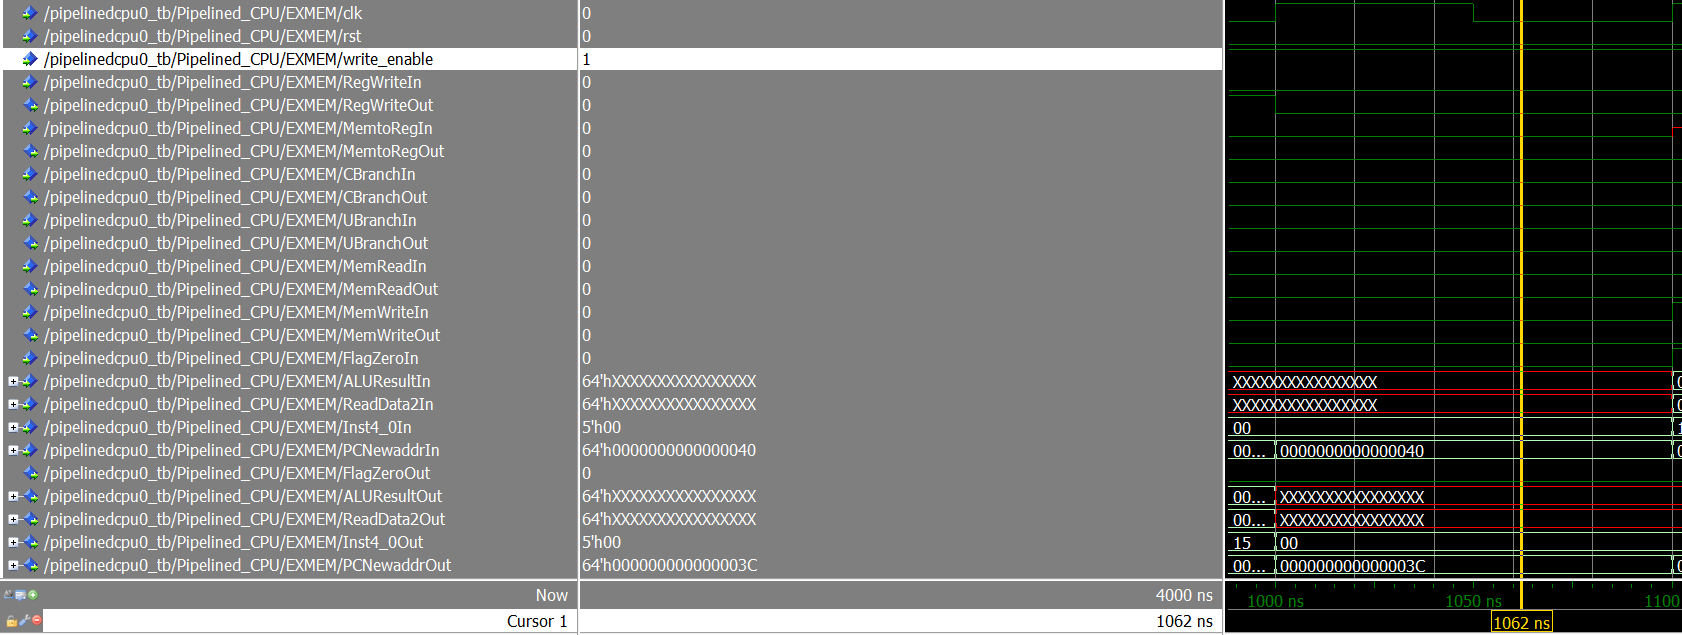 /pipelinedcpu0_tb/Pipelined_CPU/EXMEM/clk 0
/pipelinedcpu0_tb/Pipelined_CPU/EXMEM/rst 0
/pipelinedcpu0_tb/Pipelined_CPU/EXMEM/write_enable 1
/pipelinedcpu0_tb/Pipelined_CPU/EXMEM/RegWriteIn 0
/pipelinedcpu0_tb/Pipelined_CPU/EXMEM/RegWriteOut 0
/pipelinedcpu0_tb/Pipelined_CPU/EXMEM/MemtoRegIn 0
/pipelinedcpu0_tb/Pipelined_CPU/EXMEM/MemtoRegOut 0
/pipelinedcpu0_tb/Pipelined_CPU/EXMEM/CBranchIn 0
/pipelinedcpu0_tb/Pipelined_CPU/EXMEM/CBranchOut 0
/pipelinedcpu0_tb/Pipelined_CPU/EXMEM/UBranchIn 0
/pipelinedcpu0_tb/Pipelined_CPU/EXMEM/UBranchOut 0
/pipelinedcpu0_tb/Pipelined_CPU/EXMEM/MemReadIn 0
/pipelinedcpu0_tb/Pipelined_CPU/EXMEM/MemReadOut 0
/pipelinedcpu0_tb/Pipelined_CPU/EXMEM/MemWriteIn 0
/pipelinedcpu0_tb/Pipelined_CPU/EXMEM/MemWriteOut 0
/pipelinedcpu0_tb/Pipelined_CPU/EXMEM/FlagZeroIn 0
/pipelinedcpu0_tb/Pipelined_CPU/EXMEM/ALUResultIn 64'hXXXXXXXXXXXXXXXX XXXXXXXXXXXXXXXX
/pipelinedcpu0_tb/Pipelined_CPU/EXMEM/ReadData2In 64'hXXXXXXXXXXXXXXXX XXXXXXXXXXXXXXXX
/pipelinedcpu0_tb/Pipelined_CPU/EXMEM/Inst4_0In 5'h00 00
/pipelinedcpu0_tb/Pipelined_CPU/EXMEM/PCNewaddrIn 64'h0000000000000040 00... 0000000000000040
/pipelinedcpu0_tb/Pipelined_CPU/EXMEM/FlagZeroOut 0
/pipelinedcpu0_tb/Pipelined_CPU/EXMEM/ALUResultOut 64'hXXXXXXXXXXXXXXXX 00... XXXXXXXXXXXXXXXX
/pipelinedcpu0_tb/Pipelined_CPU/EXMEM/ReadData2Out 64'hXXXXXXXXXXXXXXXX 00... XXXXXXXXXXXXXXXX
/pipelinedcpu0_tb/Pipelined_CPU/EXMEM/Inst4_0Out 5'h00 15 00
/pipelinedcpu0_tb/Pipelined_CPU/EXMEM/PCNewaddrOut 64'h000000000000003C 00... 000000000000003C
Now 4000 ns 1000 ns 1050 ns 1100
Cursor 1 1062 ns 1062 ns